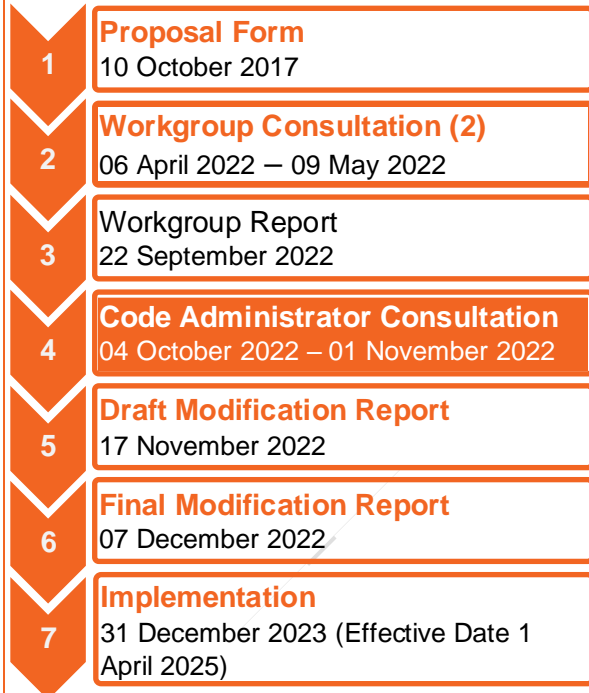 1
Proposal Form
10 October 2017
2
Workgroup Consultation (2)
06 April 2022 – 09 May 2022
3
Workgroup Report
22 September 2022
4
Code Administrator Consultation
04 October 2022 – 01 November 2022
5
Draft Modification Report
17 November 2022
6
Final Modification Report
07 December 2022
7
Implementation
31 December 2023 (Effective Date 1
April 2025)